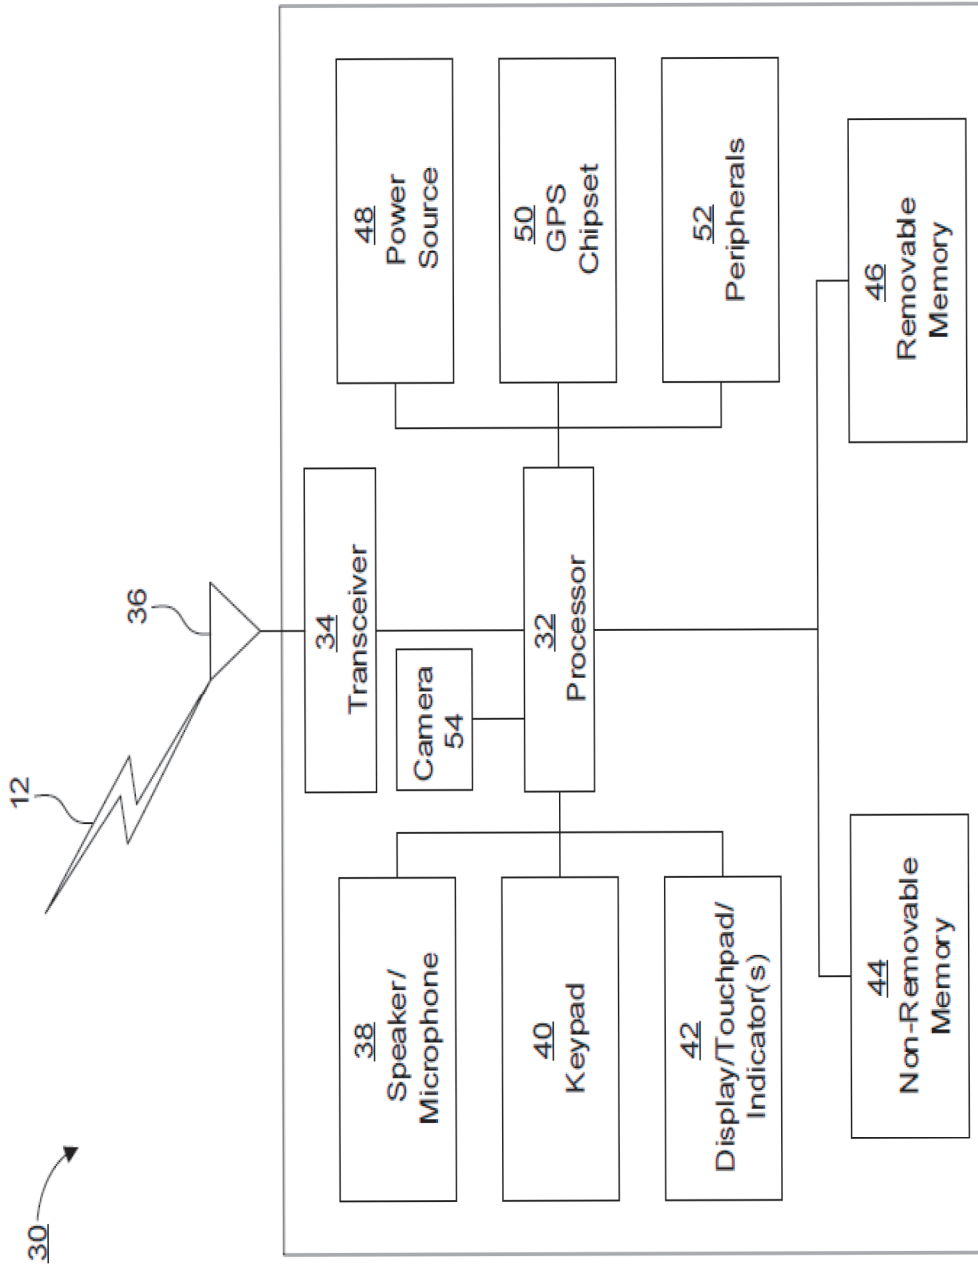 30
12
36
34
Transceiver
Camera
54
32
Processor
38
Speaker/
Microphone
40
Keypad
42
Display/Touchpad/
Indicator(s)
48
Power
Source
50
GPS
Chipset
52
Peripherals
44
Non-Removable
Memory
46
Removable
Memory